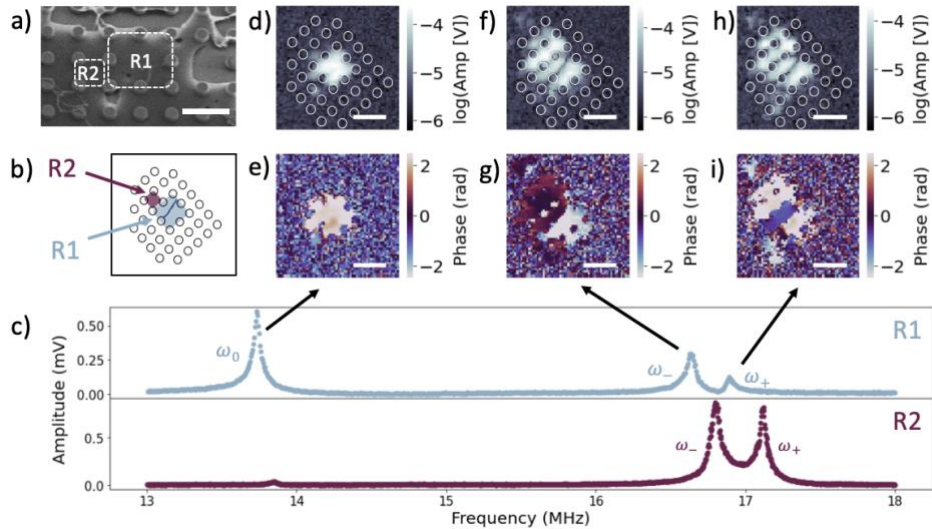 a)
R2
R1
b)
R2
R1
d)
-4
-5
-6
log(Amp [V])
f)
-4
-5
-6
log(Amp [V])
h)
-4
-5
-6
log(Amp [V])
e)
2
0
-2
Phase (rad)
g)
2
0
-2
Phase (rad)
i)
2
0
-2
Phase (rad)
c)
Amplitude (mV)
0.50
0.25
0.00
ω₀
ω₋
ω₊
R1
0.5
0.0
ω₋
ω₊
R2
13 14 15 16 17 18
Frequency (MHz)